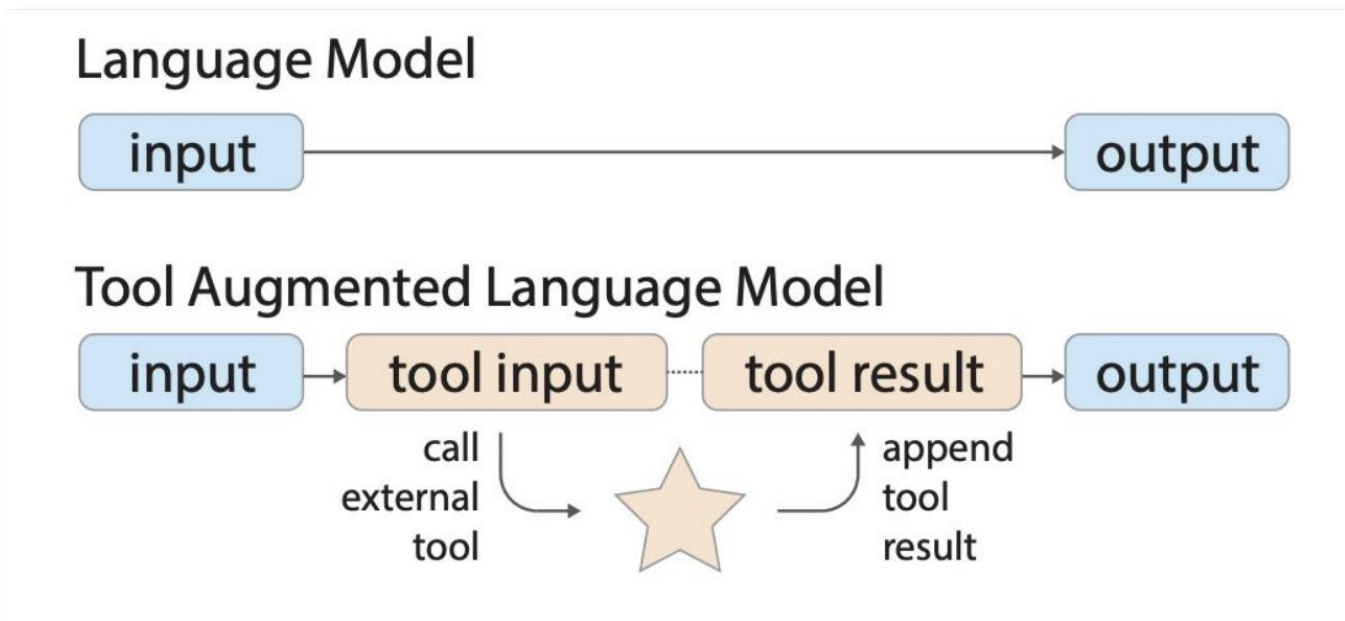 Language Model
input
output
Tool Augmented Language Model
input
tool input
tool result
output
call
external
tool
append
tool
result